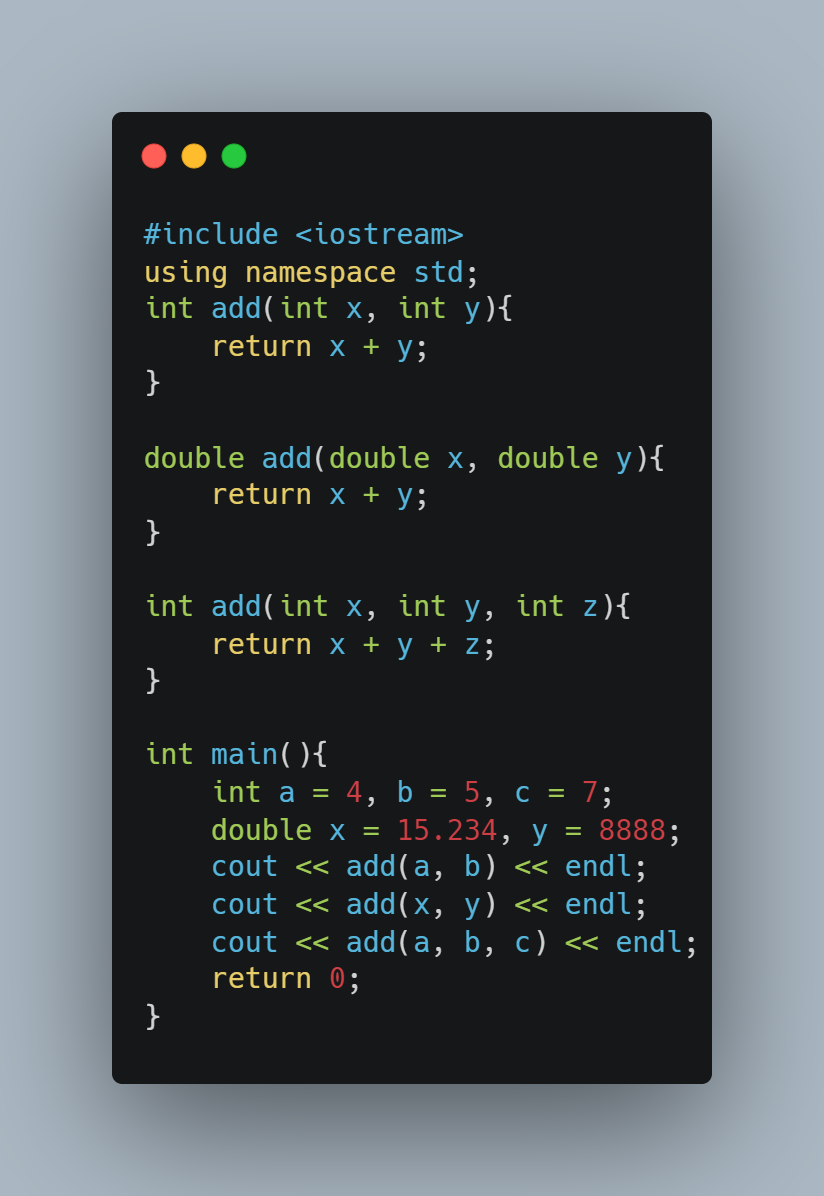 #include <iostream>
using namespace std;
int add(int x, int y){
    return x + y;
}

double add(double x, double y){
    return x + y;
}

int add(int x, int y, int z){
    return x + y + z;
}

int main(){
    int a = 4, b = 5, c = 7;
    double x = 15.234, y = 8888;
    cout << add(a, b) << endl;
    cout << add(x, y) << endl;
    cout << add(a, b, c) << endl;
    return 0;
}